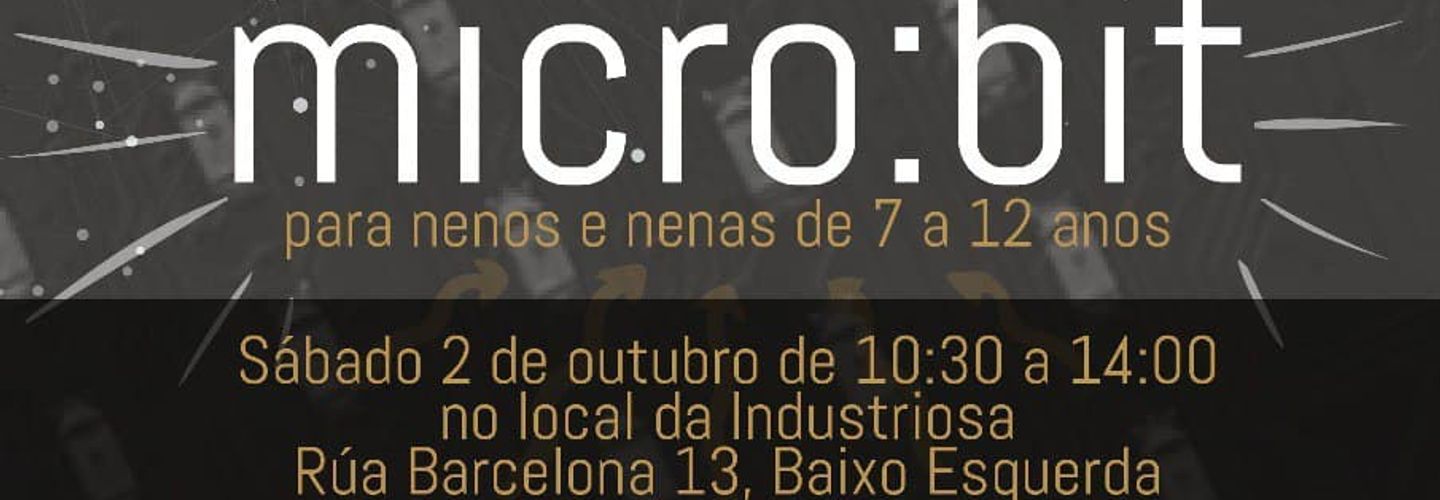 micro:bit
para nenos e nenas de 7 a 12 anos
Sábado 2 de outubro de 10:30 a 14:00
no local da Industriosa
Rúa Barcelona 13, Baixo Esquerda